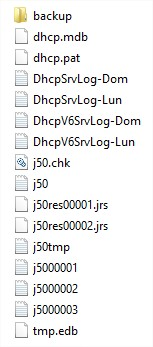 backup
dhcp.mdb
dhcp.pat
DhcpSrvLog-Dom
DhcpSrvLog-Lun
DhcpV6SrvLog-Dom
DhcpV6SrvLog-Lun
j50.chk
j50
j50res00001.jrs
j50res00002.jrs
j50tmp
j5000001
j5000002
j5000003
tmp.edb